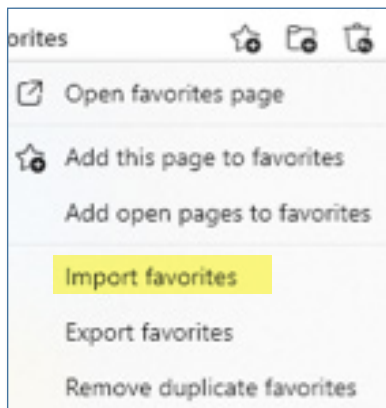 orites
Open favorites page
Add this page to favorites
Add open pages to favorites
Import favorites
Export favorites
Remove duplicate favorites